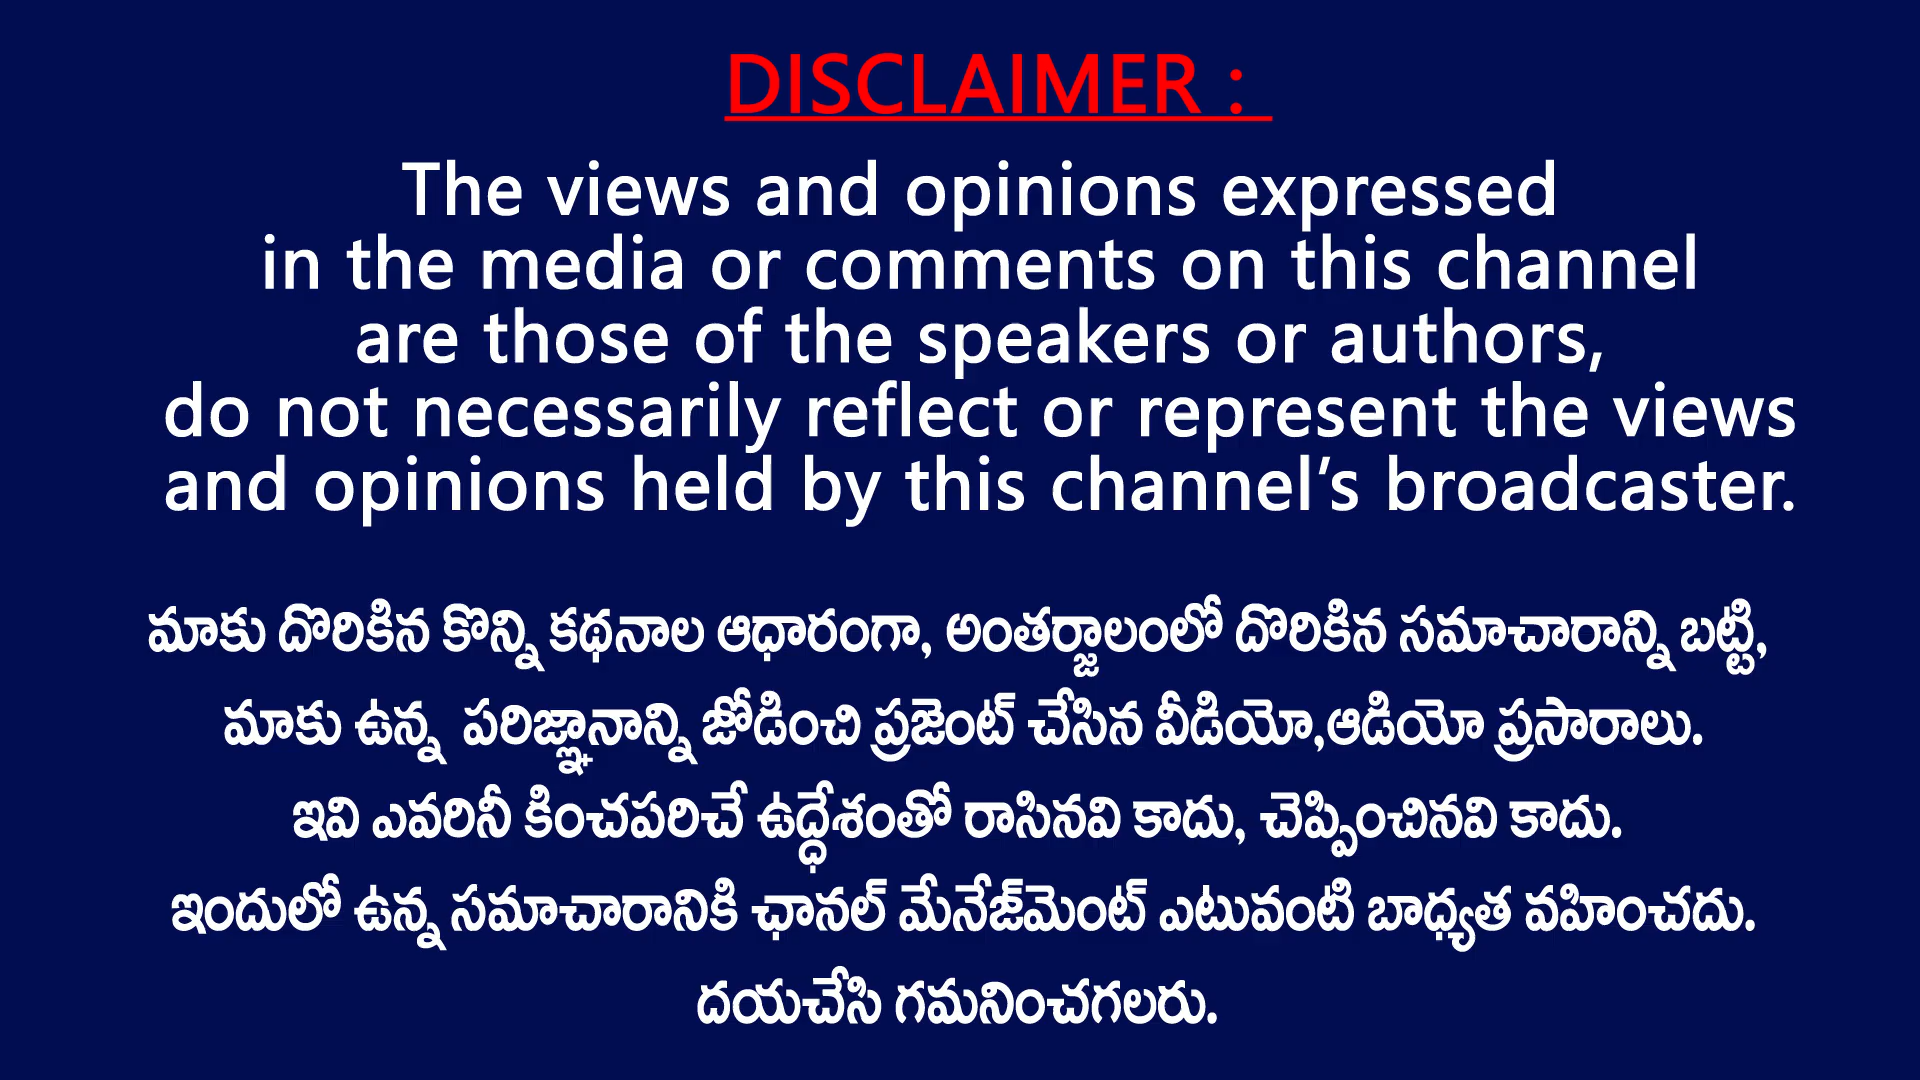 DISCLAIMER :
The views and opinions expressed
in the media or comments on this channel
are those of the speakers or authors,
do not necessarily reflect or represent the views
and opinions held by this channel’s broadcaster.
మాకు దొరికిన కొన్ని కథనాల ఆధారంగా, అంతర్జాలంలో దొరికిన సమాచారాన్ని బట్టి,
మాకు ఉన్న పరిజ్ఞానాన్ని జోడించి ప్రజెంట్ చేసిన వీడియో,ఆడియో ప్రసారాలు.
ఇవి ఎవరినీ కించపరిచే ఉద్ధేశంతో రాసినవి కాదు, చెప్పించినవి కాదు.
ఇందులో ఉన్న సమాచారానికి ఛానల్ మేనేజ్‌మెంట్ ఎటువంటి బాధ్యత వహించదు.
దయచేసి గమనించగలరు.